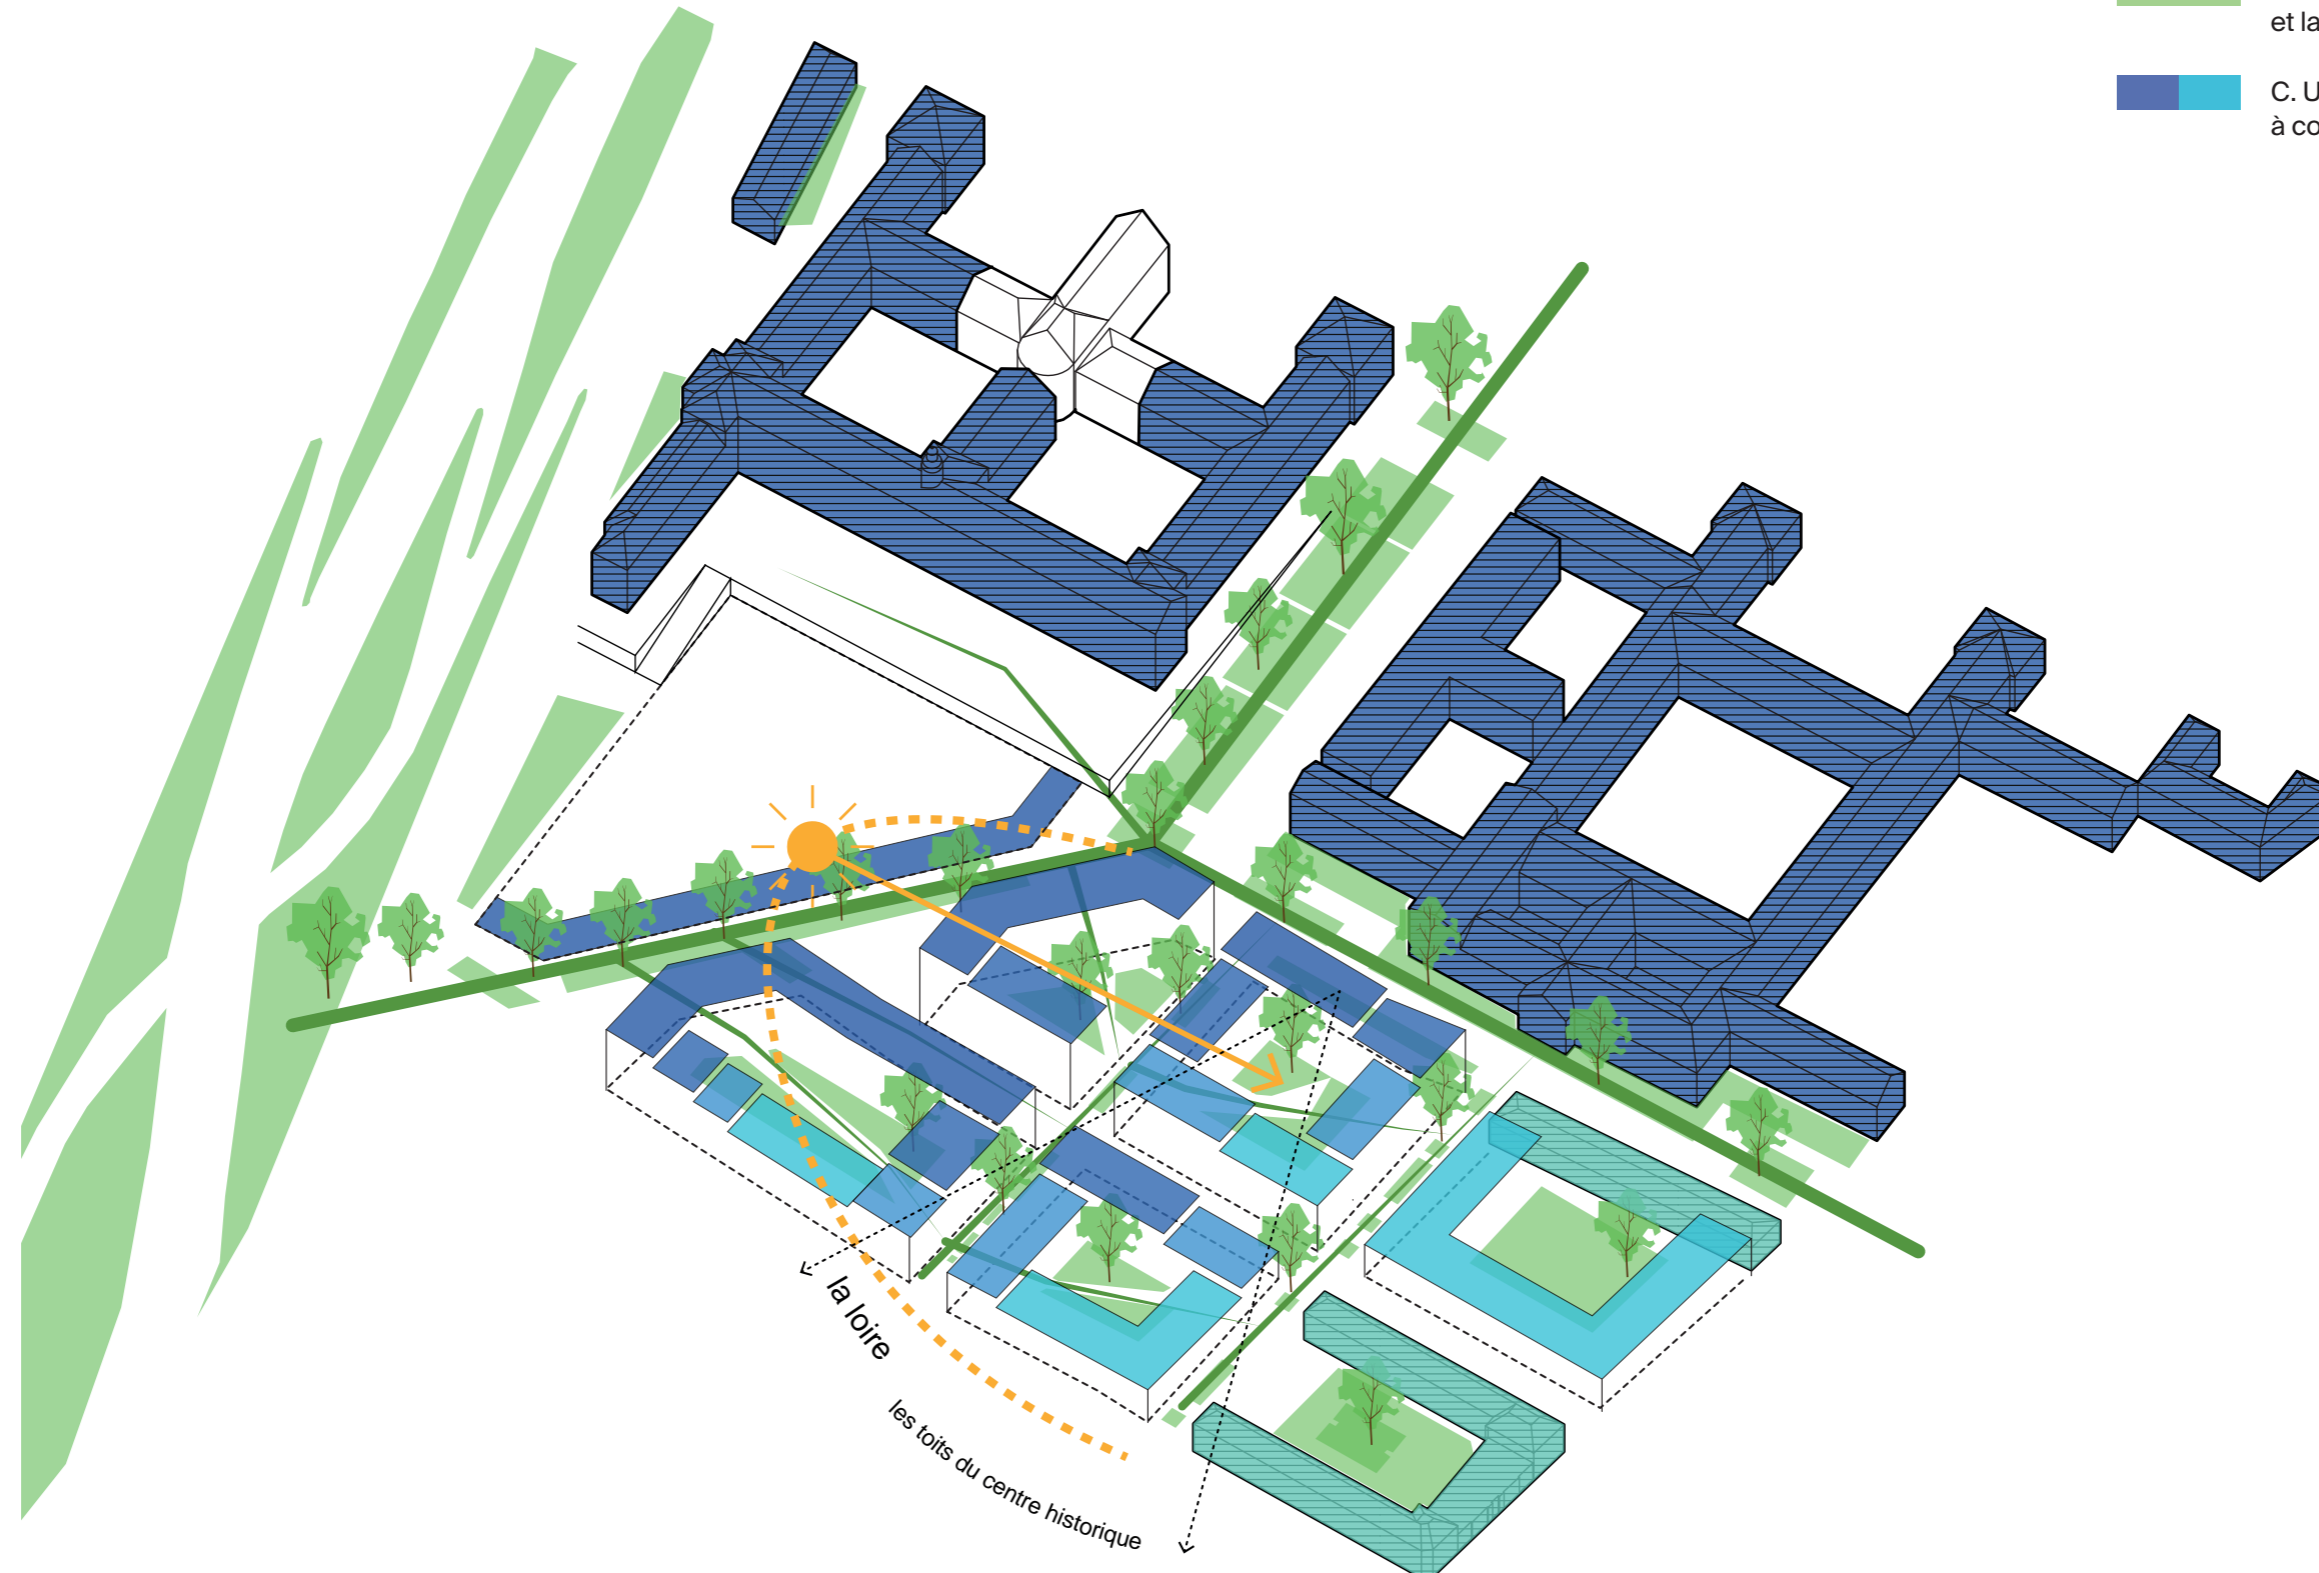 et la
C. U
à co
la loire
les toits du centre historique